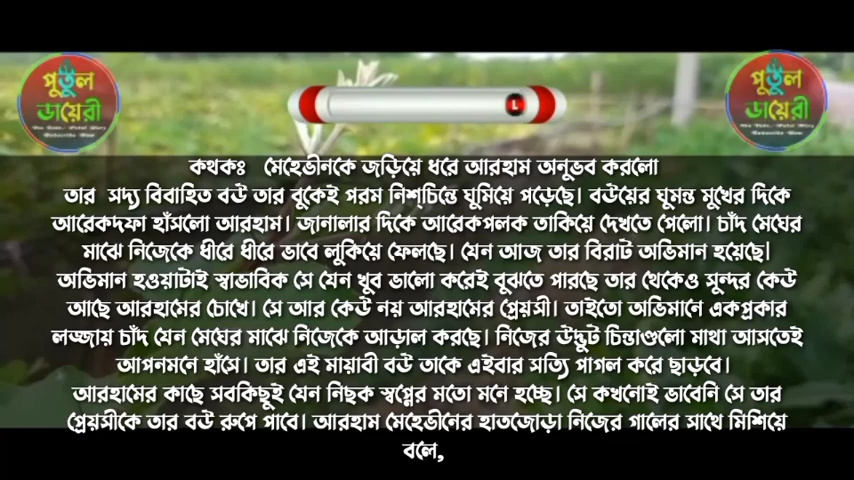 পুতুল
ডায়েরী
পুতুল
ডায়েরী
L
কথকঃ মেহেভীনকে জড়িয়ে ধরে আরহাম অনুভব করলো
তার সদ্য বিবাহিত বউ তার বুকেই পরম নিশ্চিন্তে ঘুমিয়ে পড়েছে। বউয়ের ঘুমন্ত মুখের দিকে
আরেকদফা হাঁসলো আরহাম। জানালার দিকে আরেকপলক তাকিয়ে দেখতে পেলো। চাঁদ মেঘের
মাঝে নিজেকে ধীরে ধীরে ভাবে লুকিয়ে ফেলছে। যেন আজ তার বিরাট অভিমান হয়েছে|
অভিমান হওয়াটাই স্বাভাবিক সে যেন খুব ভালো করেই বুঝতে পারছে তার থেকেও সুন্দর কেউ
আছে আরহামের চোখে। সে আর কেউ নয় আরহামের প্রেয়সী। তাইতো অভিমানে একপ্রকার
লজ্জায় চাঁদ যেন মেঘের মাঝে নিজেকে আড়াল করছে। নিজের উদ্ভুট চিন্তাগুলো মাথা আসতেই
আপনমনে হাঁসে। তার এই মায়াবী বউ তাকে এইবার সত্যি পাগল করে ছাড়বে।
আরহামের কাছে সবকিছুই যেন নিছক স্বপ্নের মতো মনে হচ্ছে। সে কখনোই ভাবেনি সে তার
প্রেয়সীকে তার বউ রুপে পাবে। আরহাম মেহেভীনের হাতজোড়া নিজের গালের সাথে মিশিয়ে
বলে,